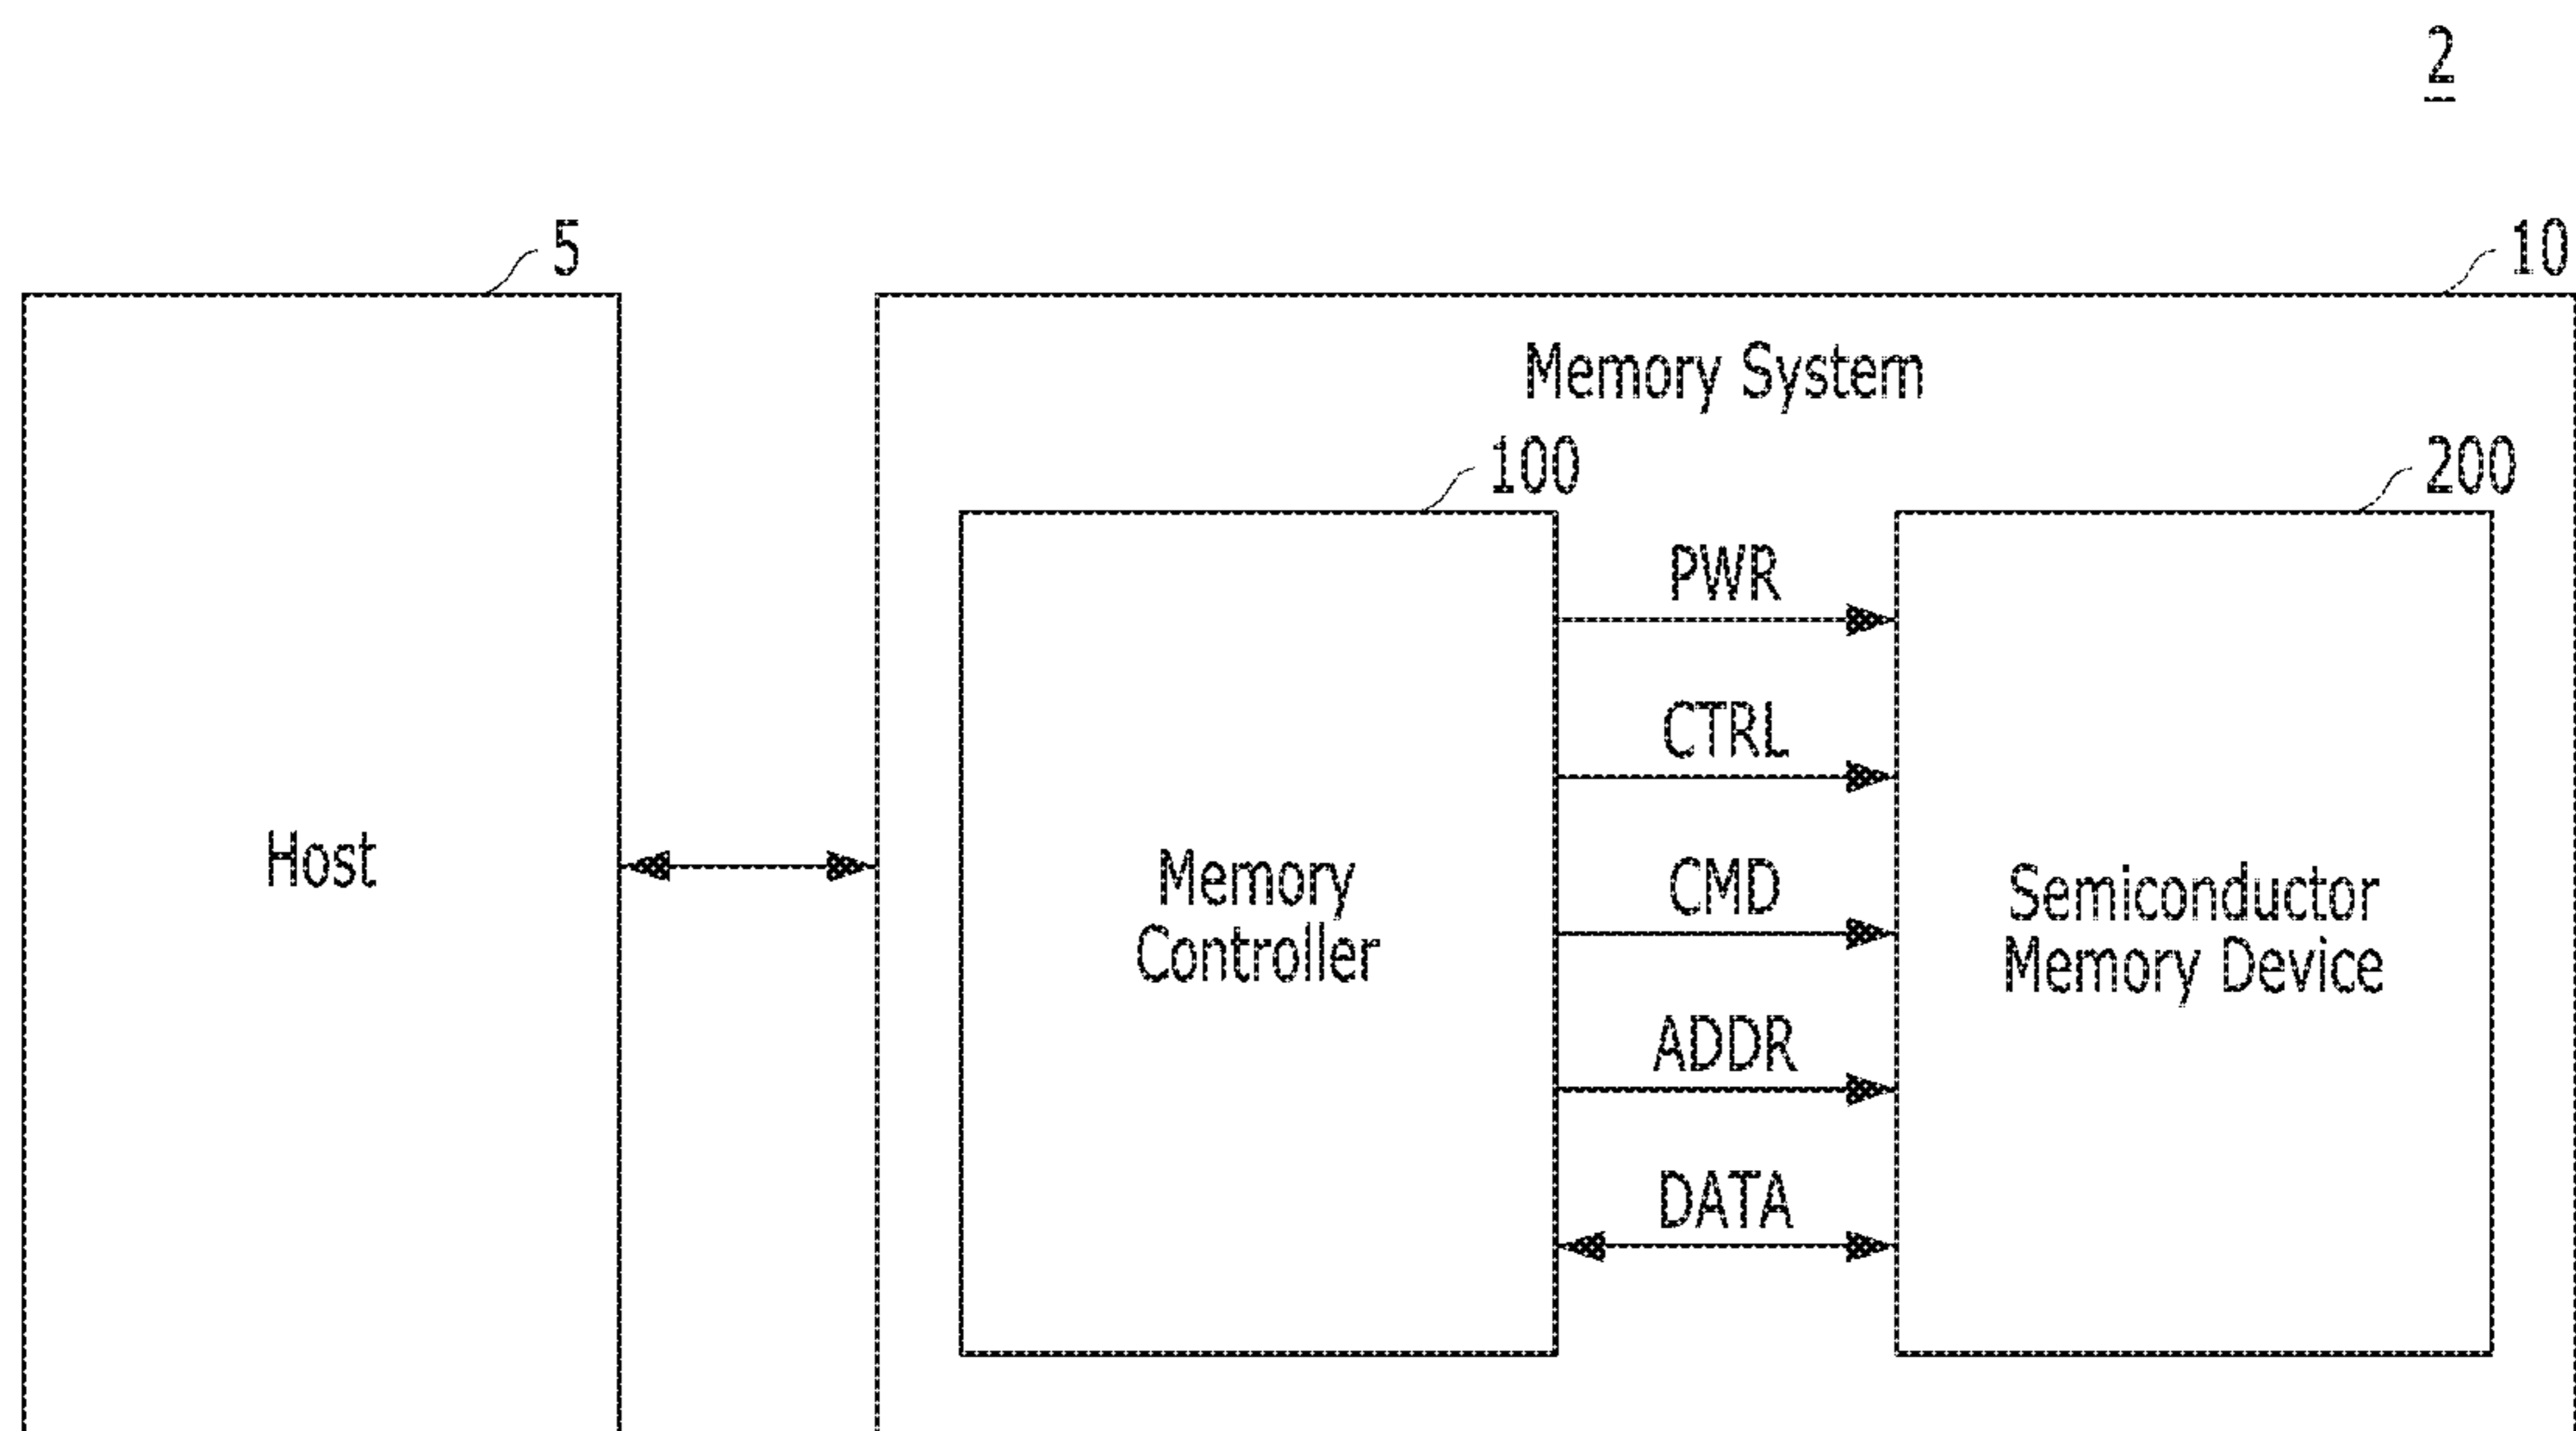 2
5
10
Memory System
100
200
PWR
CTRL
Host
Memory
Controller
CMD
Semiconductor
Memory Device
ADDR
DATA